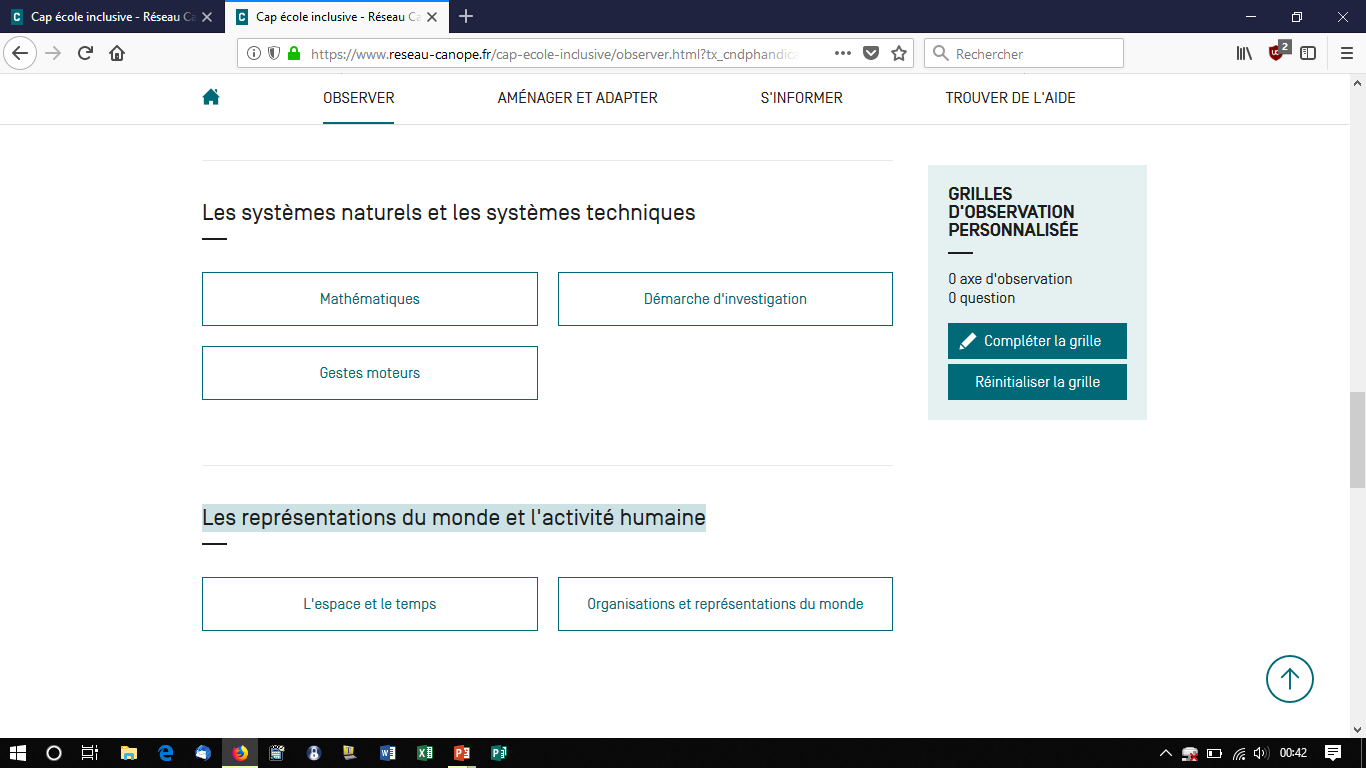 Cap école inclusive - Réseau Ca
Cap école inclusive - Réseau Ca
https://www.reseau-canope.fr/cap-ecole-inclusive/observer.html?tx_cndphandica
Rechercher
2
OBSERVER
AMÉNAGER ET ADAPTER
S'INFORMER
TROUVER DE L'AIDE
Les systèmes naturels et les systèmes techniques
Mathématiques
Démarche d'investigation
Gestes moteurs
GRILLES
D'OBSERVATION
PERSONNALISÉE
0 axe d'observation
0 question
Compléter la grille
Réinitialiser la grille
Les représentations du monde et l'activité humaine
L'espace et le temps
Organisations et représentations du monde
00:42